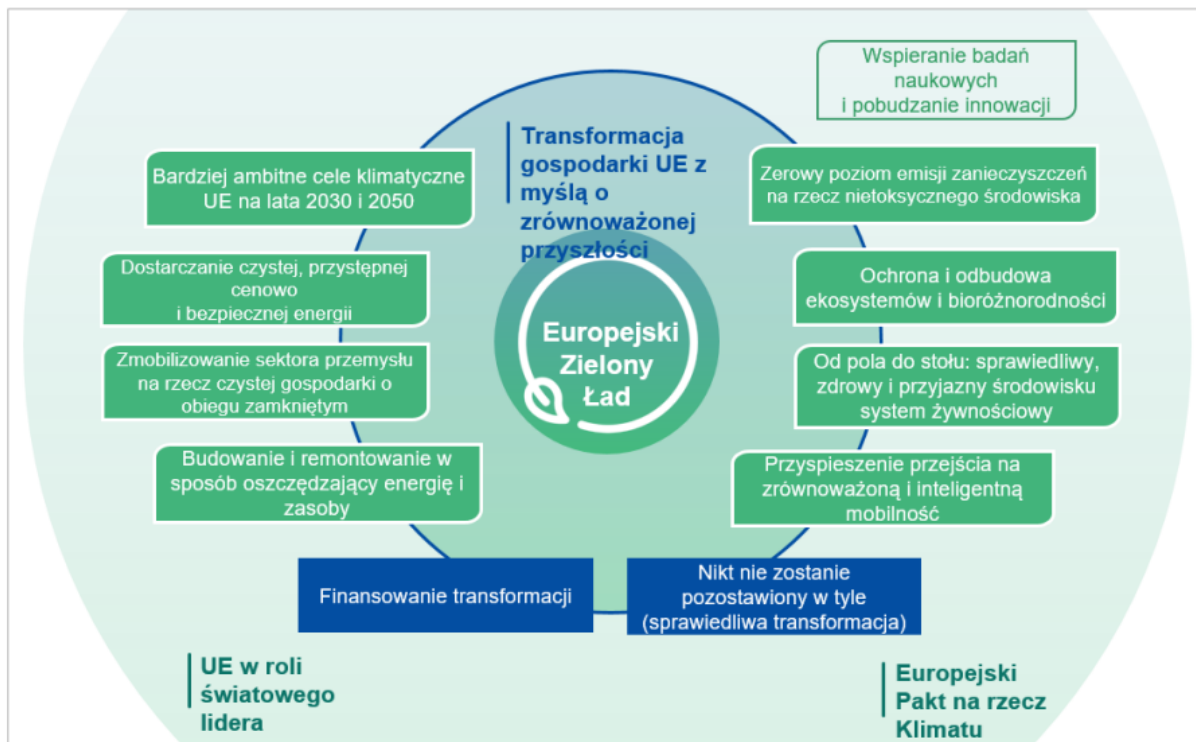 Wspieranie badań
naukowych
i pobudzanie innowacji
Transformacja
gospodarki UE z
myślą o
zrównoważonej
przyszłości
Bardziej ambitne cele klimatyczne
UE na lata 2030 i 2050
Zerowy poziom emisji zanieczyszczeń
na rzecz nietoksycznego środowiska
Dostarczanie czystej, przystępnej
cenowo
i bezpiecznej energii
Ochrona i odbudowa
ekosystemów i bioróżnorodności
Europejski
Zielony
Ład
Zmobilizowanie sektora przemysłu
na rzecz czystej gospodarki o
obiegu zamkniętym
Od pola do stołu: sprawiedliwy,
zdrowy i przyjazny środowisku
system żywnościowy
Budowanie i remontowanie w
sposób oszczędzający energię i
zasoby
Przyspieszenie przejścia na
zrównoważoną i inteligentną
mobilność
Finansowanie transformacji
Nikt nie zostanie
pozostawiony w tyle
(sprawiedliwa transformacja)
UE w roli
światowego
lidera
Europejski
Pakt na rzecz
Klimatu